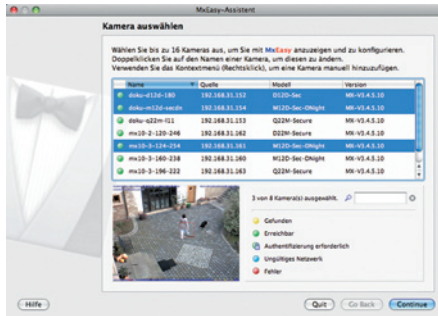 MxEasy-Assistent
Kamera auswählen
Wählen Sie bis zu 16 Kameras aus, um Sie mit MxEasy anzuzeigen und zu konfigurieren.
Doppelklicken Sie auf den Namen einer Kamera, um diesen zu ändern.
Verwenden Sie das Kontextmenü (Rechtsklick), um eine Kamera manuell hinzuzufügen.
Name Quelle Modell Version
doku-d12d-180 192.168.31.152 D12D-Sec MX-V3.4.5.10
doku-m12d-secdn 192.168.31.154 M12D-Sec-DNight MX-V3.4.5.10
doku-q22m-l11 192.168.31.153 Q22M-Secure MX-V3.4.5.10
mx10-2-120-246 192.168.31.162 Q22M-Secure MX-V3.4.5.10
mx10-3-124-254 192.168.31.161 M12D-Sec-DNight MX-V3.4.5.10
mx10-3-160-238 192.168.31.160 M12D-Sec-DNight MX-V3.4.5.10
mx10-3-196-222 192.168.31.163 Q22M-Secure MX-V3.4.5.10
3 von 8 Kamera(s) ausgewählt.
Gefunden
Erreichbar
Authentifizierung erforderlich
Ungültiges Netzwerk
Fehler
Hilfe Quit Go Back Continue